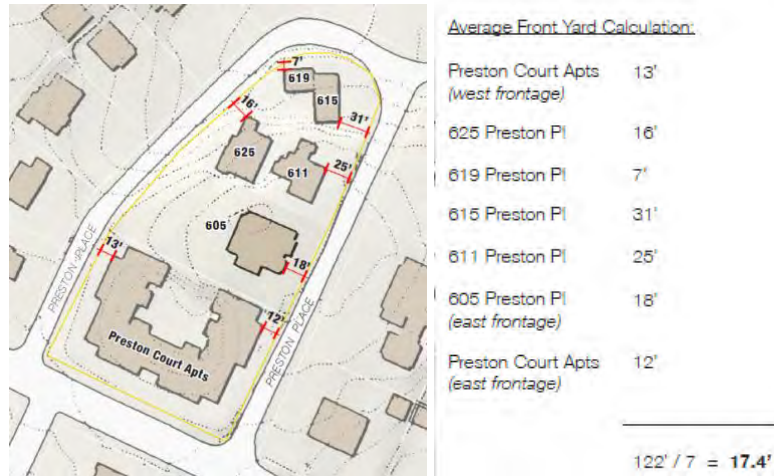 7'
619
615
16'
31'
625
611
25'
605
13'
18'
12'
PRESTON PLACE
PRESTON PLACE
Preston Court Apts
Average Front Yard Calculation:
Preston Court Apts 13'
(west frontage)
625 Preston Pl 16'
619 Preston Pl 7'
615 Preston Pl 31'
611 Preston Pl 25'
605 Preston Pl 18'
(east frontage)
Preston Court Apts 12'
(east frontage)
122' / 7 = 17.4'